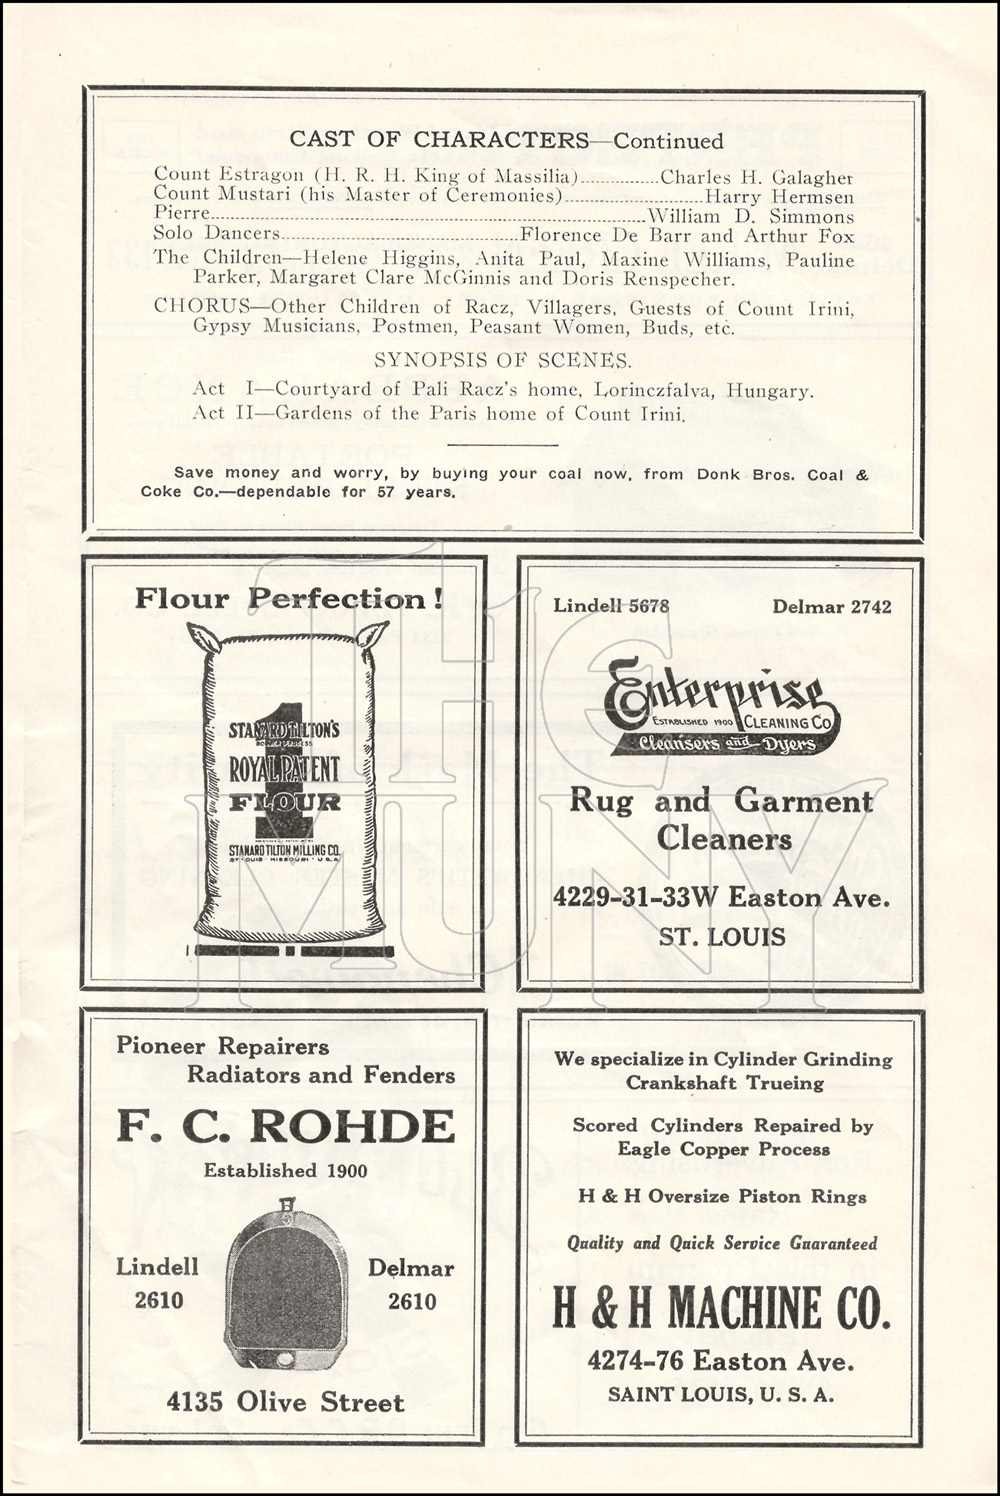 CAST OF CHARACTERS—Continued
Count Estragon (H. R. H. King of Massilia)..............Charles H. Galagher
Count Mustari (his Master of Ceremonies)........................Harry Hermsen
Pierre..............................................................................William D. Simmons
Solo Dancers...........................................Florence De Barr and Arthur Fox
The Children—Helene Higgins, Anita Paul, Maxine Williams, Pauline
Parker, Margaret Clare McGinnis and Doris Renspecher.
CHORUS—Other Children of Racz, Villagers, Guests of Count Irini,
Gypsy Musicians, Postmen, Peasant Women, Buds, etc.
SYNOPSIS OF SCENES.
Act I—Courtyard of Pali Racz's home, Lorinczfalva, Hungary.
Act II—Gardens of the Paris home of Count Irini.
Save money and worry, by buying your coal now, from Donk Bros. Coal &
Coke Co.—dependable for 57 years.
Flour Perfection!
1
STANARD TILTON'S
ROYAL PATENT
FLOUR
STANARD TILTON MILLING CO.
ST LOUIS • MISSOURI • U.S.A.
Lindell 5678 Delmar 2742
Enterprise
ESTABLISHED 1900 CLEANING CO
Cleansers and Dyers
Rug and Garment
Cleaners
4229-31-33W Easton Ave.
ST. LOUIS
THE
MUNY
Pioneer Repairers
Radiators and Fenders
F. C. ROHDE
Established 1900
Lindell
2610
Delmar
2610
4135 Olive Street
We specialize in Cylinder Grinding
Crankshaft Trueing
Scored Cylinders Repaired by
Eagle Copper Process
H & H Oversize Piston Rings
Quality and Quick Service Guaranteed
H & H MACHINE CO.
4274-76 Easton Ave.
SAINT LOUIS, U. S. A.